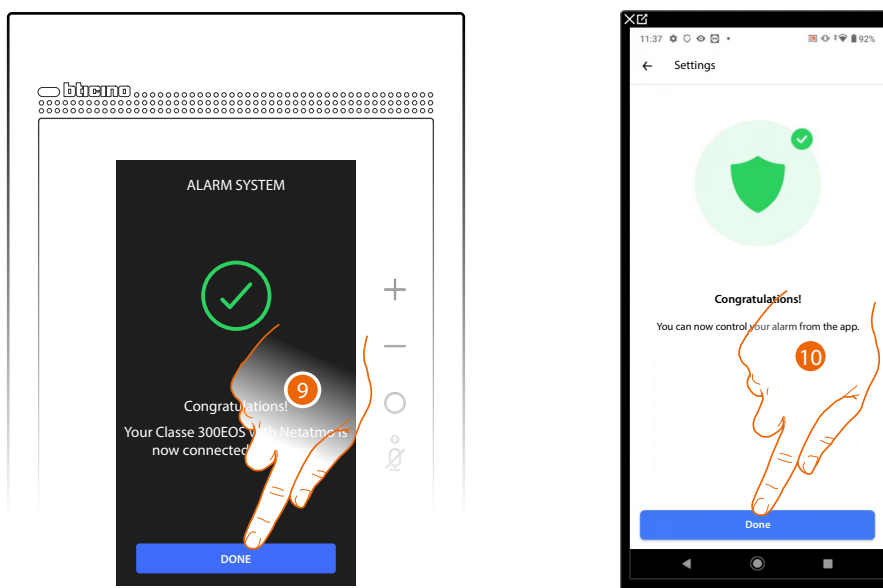 bticino
ALARM SYSTEM
Congratulations!
Your Classe 300EOS with Netatmo is
now connected
DONE
9
11:37
92%
Settings
Congratulations!
You can now control your alarm from the app.
10
Done